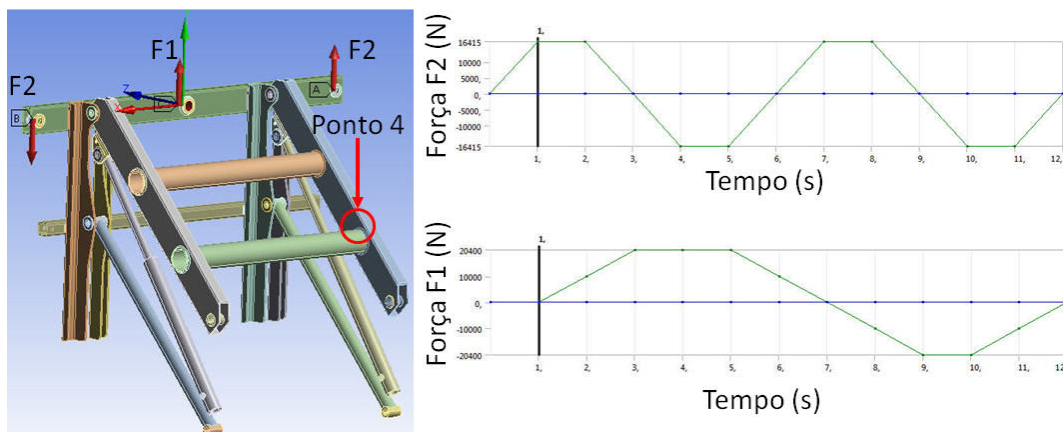 F1
F2
F2
Z
X
A
B
Ponto 4
Força F2 (N)
1,
16415
10000
5000
0,
-5000
-10000
-16415
1, 2, 3, 4, 5, 6, 7, 8, 9, 10, 11, 12,
Tempo (s)
Força F1 (N)
1,
20400
10000
0,
-10000
-20400
1, 2, 3, 4, 5, 6, 7, 8, 9, 10, 11, 12
Tempo (s)